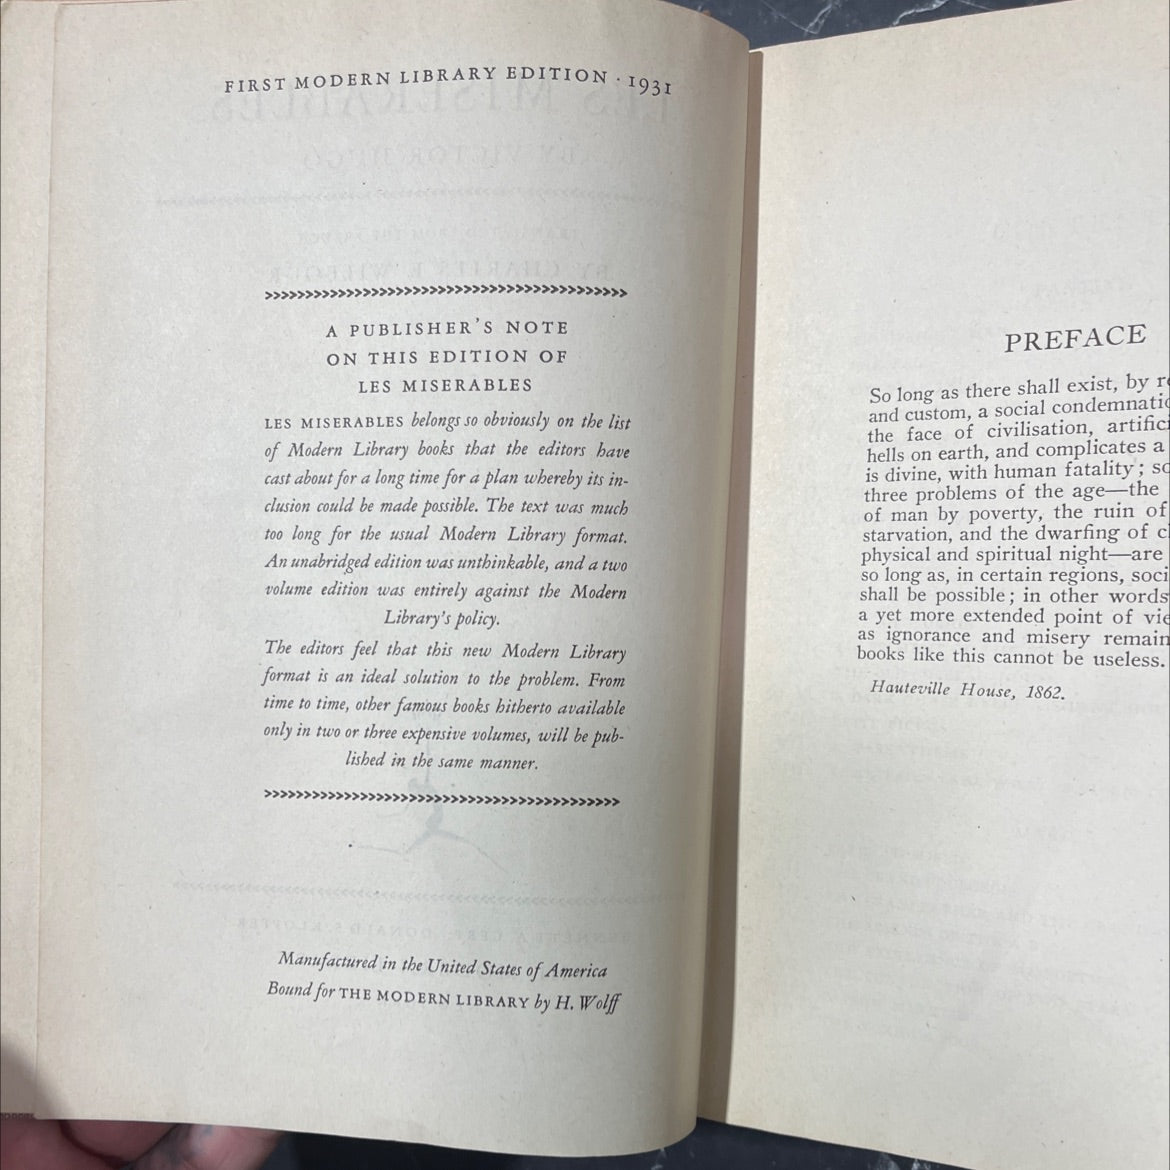 FIRST MODERN LIBRARY EDITION · 1931
A PUBLISHER'S NOTE
ON THIS EDITION OF
LES MISERABLES
LES MISERABLES belongs so obviously on the list
of Modern Library books that the editors have
cast about for a long time for a plan whereby its in-
clusion could be made possible. The text was much
too long for the usual Modern Library format.
An unabridged edition was unthinkable, and a two
volume edition was entirely against the Modern
Library's policy.
The editors feel that this new Modern Library
format is an ideal solution to the problem. From
time to time, other famous books hitherto available
only in two or three expensive volumes, will be pub-
lished in the same manner.
Manufactured in the United States of America
Bound for THE MODERN LIBRARY by H. Wolff
PREFACE
So long as there shall exist, by
and custom, a social
the face of civilisation,
hells on earth, and complicates a
is divine, with human fatality;
three problems of the age—the
of man by poverty, the ruin of
starvation, and the dwarfing of
physical and spiritual night—are
so long as, in certain regions,
shall be possible; in other words
a yet more extended point of
as ignorance and misery remain
books like this cannot be useless.
Hauteville House, 1862.